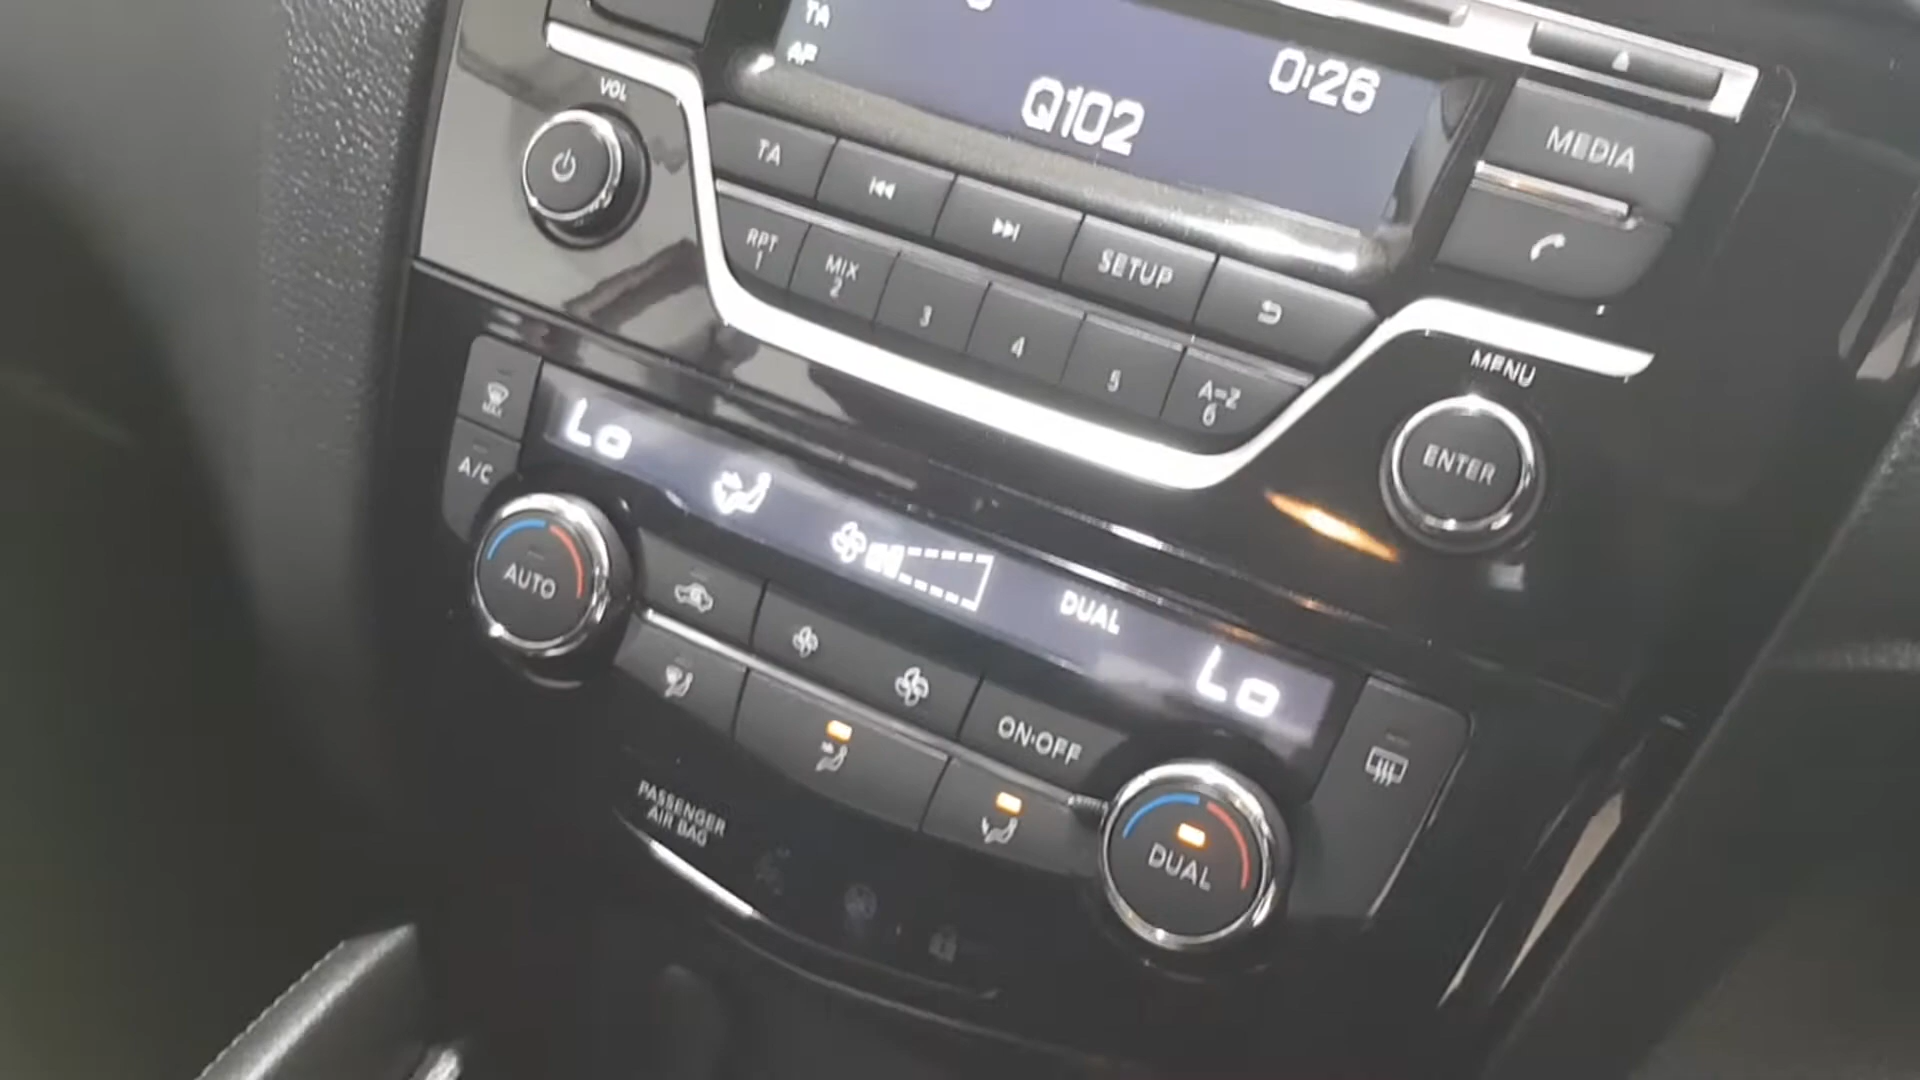 TA
AF
0:26
Q102
VOL
TA
MEDIA
RPT
1
MIX
2
3
4
5
SETUP
A-Z
6
MENU
ENTER
MAX
A/C
Lo
DUAL
Lo
AUTO
ON·OFF
DUAL
PASSENGER
AIR BAG